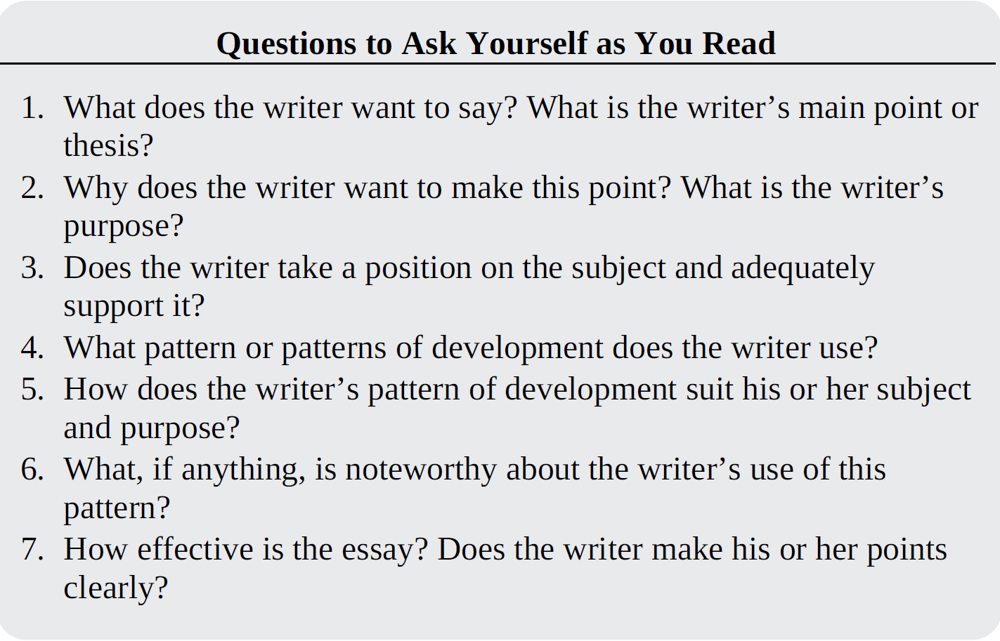 Questions to Ask Yourself as You Read
1. What does the writer want to say? What is the writer’s main point or
thesis?
2. Why does the writer want to make this point? What is the writer’s
purpose?
3. Does the writer take a position on the subject and adequately
support it?
4. What pattern or patterns of development does the writer use?
5. How does the writer’s pattern of development suit his or her subject
and purpose?
6. What, if anything, is noteworthy about the writer’s use of this
pattern?
7. How effective is the essay? Does the writer make his or her points
clearly?